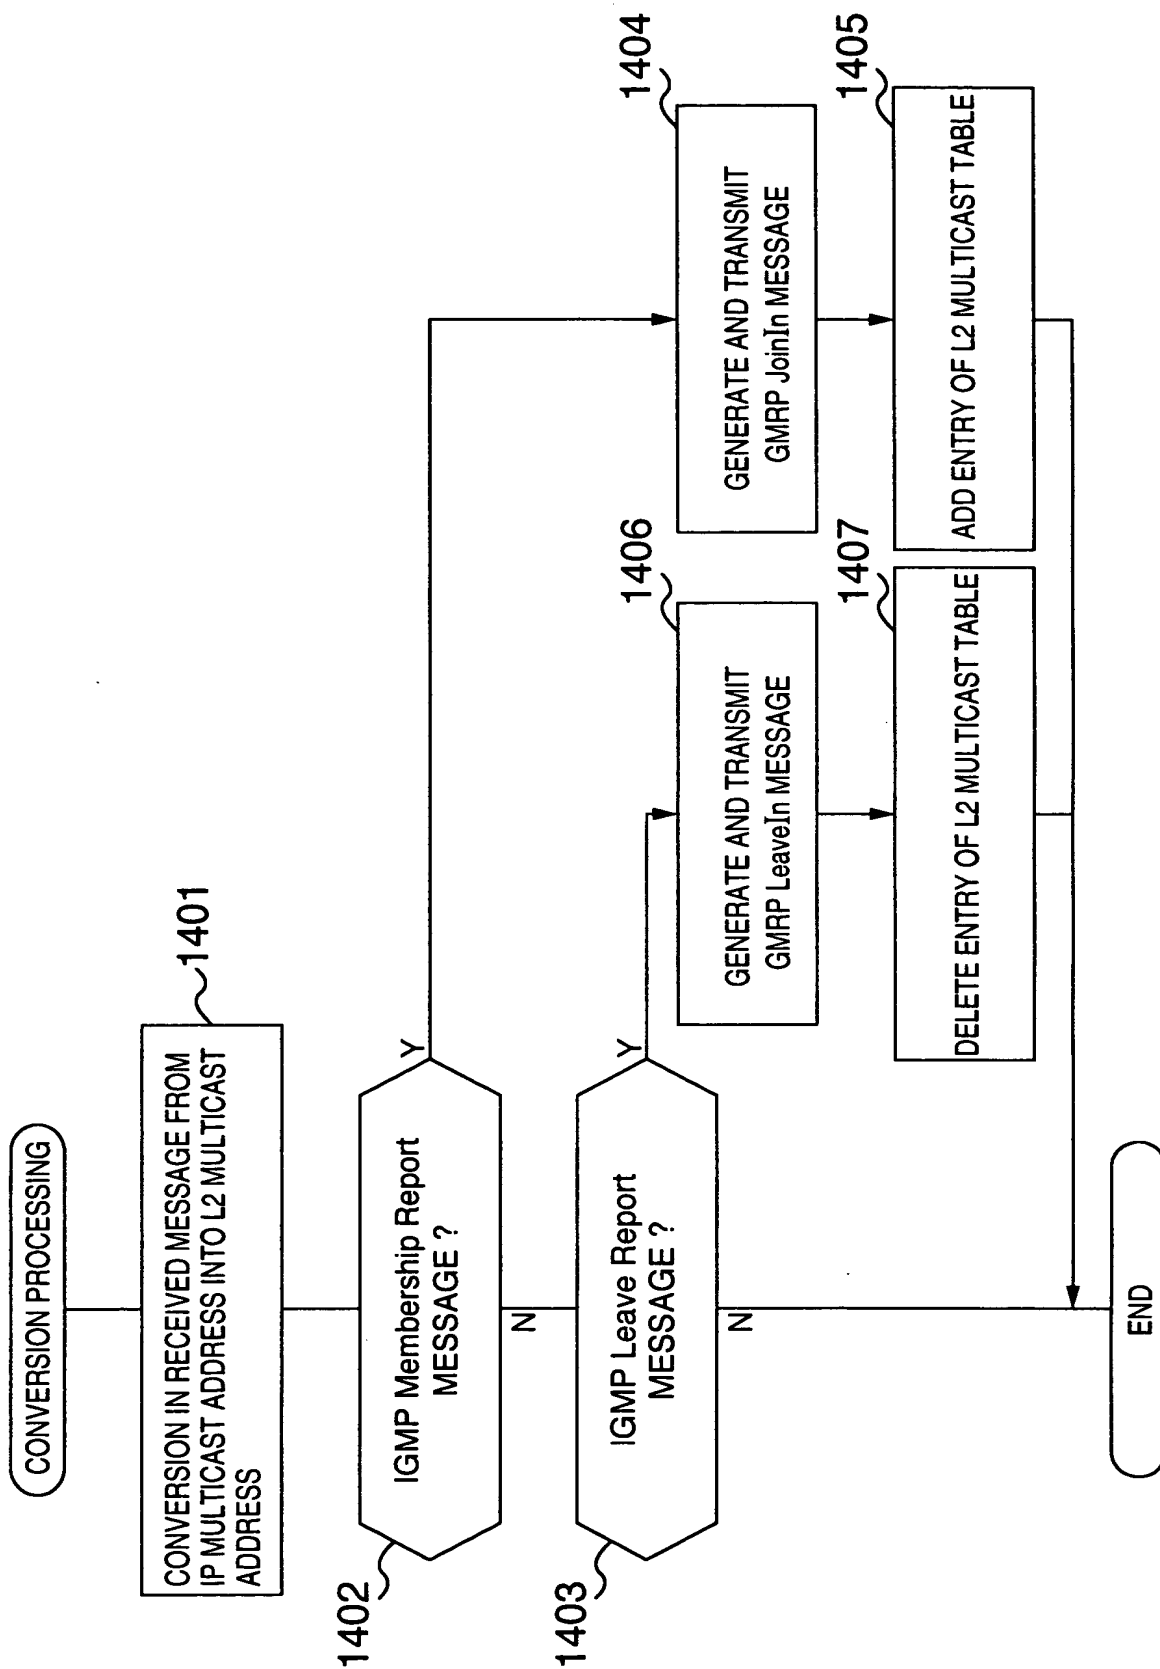 CONVERSION PROCESSING
1401
CONVERSION IN RECEIVED MESSAGE FROM
IP MULTICAST ADDRESS INTO L2 MULTICAST
ADDRESS
1402
IGMP Membership Report
MESSAGE ?
Y
N
1403
IGMP Leave Report
MESSAGE ?
Y
N
1406
GENERATE AND TRANSMIT
GMRP LeaveIn MESSAGE
1404
GENERATE AND TRANSMIT
GMRP JoinIn MESSAGE
1407
DELETE ENTRY OF L2 MULTICAST TABLE
1405
ADD ENTRY OF L2 MULTICAST TABLE
END